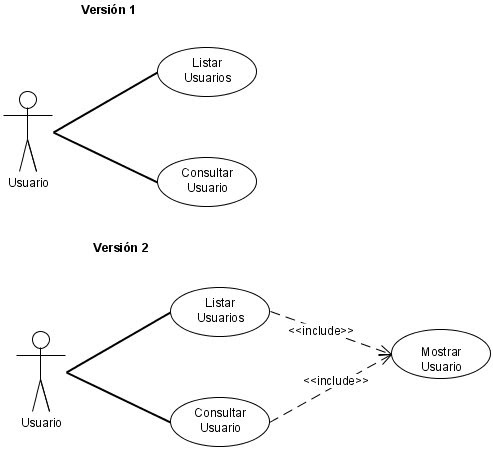 Versión 1
Listar
Usuarios
Usuario
Consultar
Usuario
Versión 2
Listar
Usuarios
<<include>>
Mostrar
Usuario
<<include>>
Usuario
Consultar
Usuario